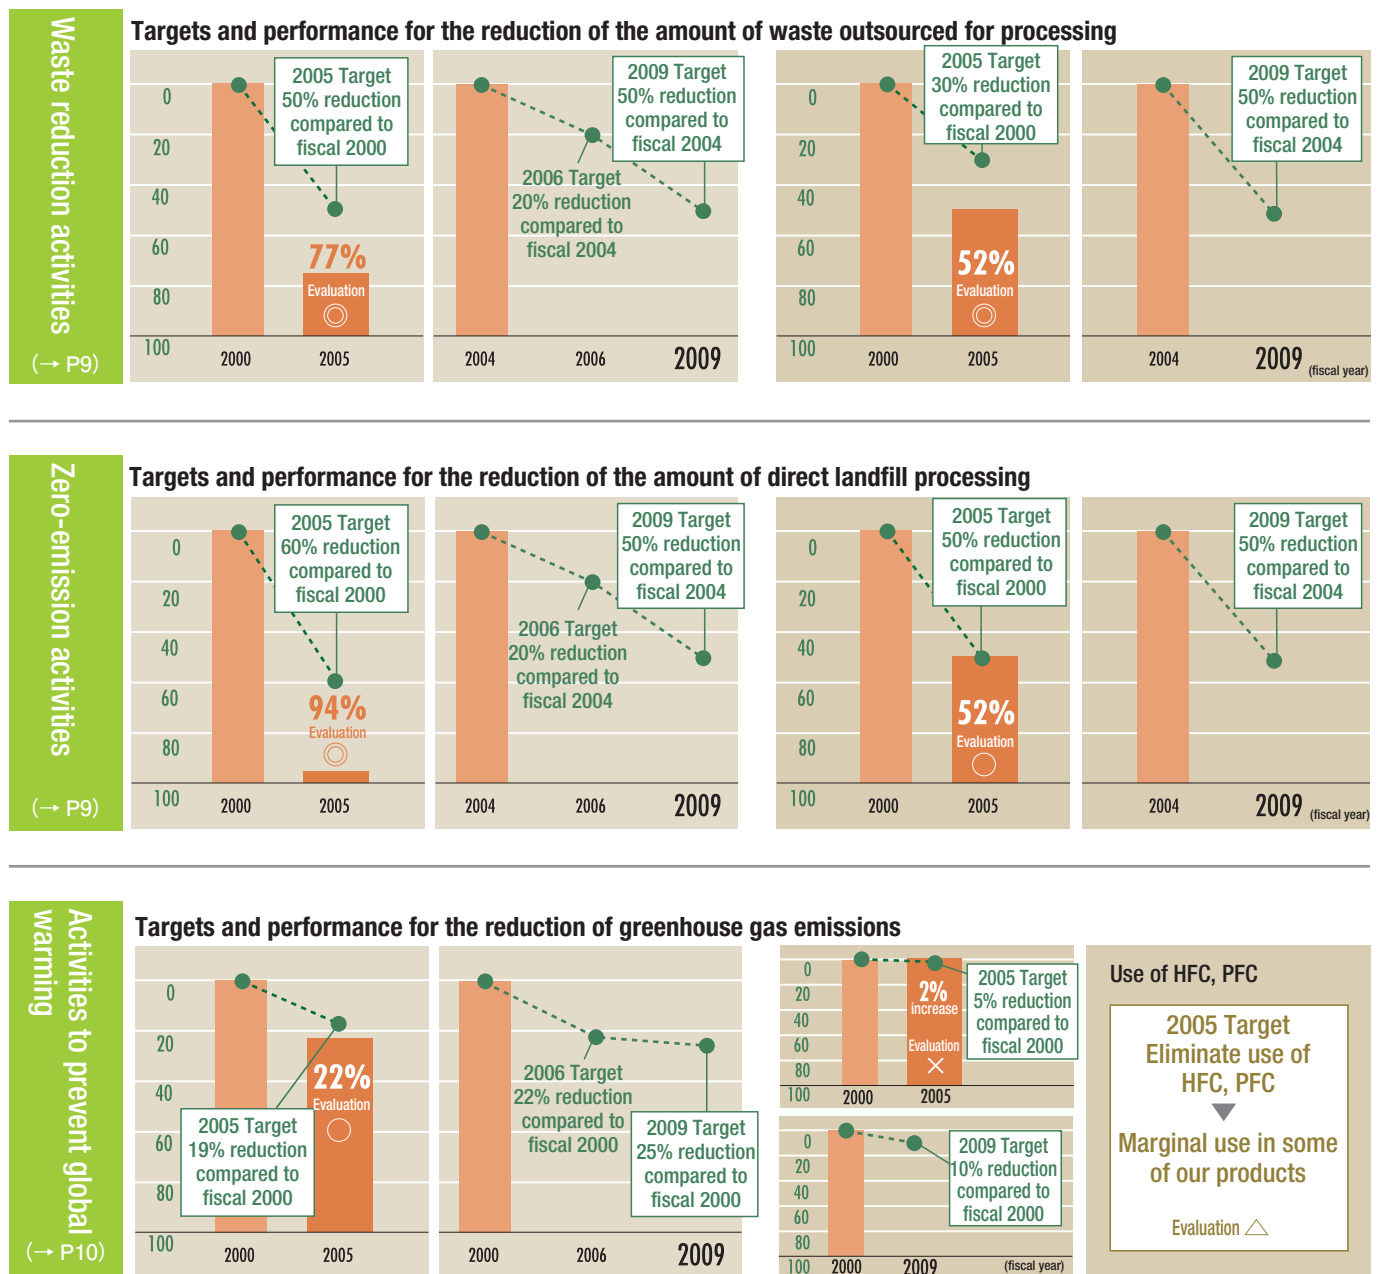 Waste reduction activities
(→ P9)
Targets and performance for the reduction of the amount of waste outsourced for processing
0
20
40
60
80
100
2005 Target
50% reduction
compared to
fiscal 2000
77%
Evaluation
2000
2005
2009 Target
50% reduction
compared to
fiscal 2004
2006 Target
20% reduction
compared to
fiscal 2004
2004
2006
2009
0
20
40
60
80
100
2005 Target
30% reduction
compared to
fiscal 2000
52%
Evaluation
2000
2005
2009 Target
50% reduction
compared to
fiscal 2004
2004
2009
(fiscal year)
Zero-emission activities
(→ P9)
Targets and performance for the reduction of the amount of direct landfill processing
0
20
40
60
80
100
2005 Target
60% reduction
compared to
fiscal 2000
94%
Evaluation
2000
2005
2009 Target
50% reduction
compared to
fiscal 2004
2006 Target
20% reduction
compared to
fiscal 2004
2004
2006
2009
0
20
40
60
80
100
2005 Target
50% reduction
compared to
fiscal 2000
52%
Evaluation
2000
2005
2009 Target
50% reduction
compared to
fiscal 2004
2004
2009
(fiscal year)
Activities to prevent global
warming
(→ P10)
Targets and performance for the reduction of greenhouse gas emissions
0
20
40
60
80
100
22%
Evaluation
2005 Target
19% reduction
compared to
fiscal 2000
2000
2005
2006 Target
22% reduction
compared to
fiscal 2000
2009 Target
25% reduction
compared to
fiscal 2000
2000
2006
2009
0
20
40
60
80
100
2%
increase
Evaluation
2005 Target
5% reduction
compared to
fiscal 2000
2000
2005
0
20
40
60
80
100
2009 Target
10% reduction
compared to
fiscal 2000
2000
2009
(fiscal year)
Use of HFC, PFC
2005 Target
Eliminate use of
HFC, PFC
Marginal use in some
of our products
Evaluation